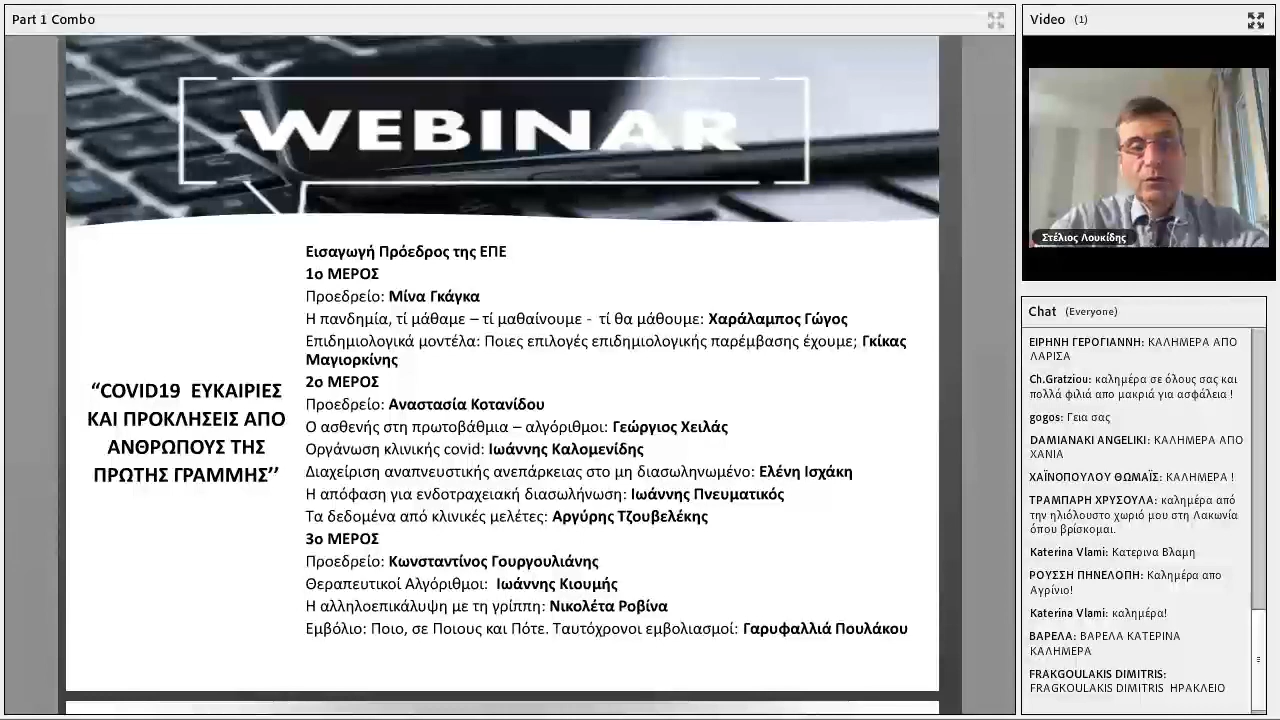 Part 1 Combo
WEBINAR
“COVID19 ΕΥΚΑΙΡΙΕΣ
ΚΑΙ ΠΡΟΚΛΗΣΕΙΣ ΑΠΟ
ΑΝΘΡΩΠΟΥΣ ΤΗΣ
ΠΡΩΤΗΣ ΓΡΑΜΜΗΣ’’
Εισαγωγή Πρόεδρος της ΕΠΕ
1ο ΜΕΡΟΣ
Προεδρείο: Μίνα Γκάγκα
Η πανδημία, τί μάθαμε – τί μαθαίνουμε - τί θα μάθουμε: Χαράλαμπος Γώγος
Επιδημιολογικά μοντέλα: Ποιες επιλογές επιδημιολογικής παρέμβασης έχουμε; Γκίκας
Μαγιορκίνης
2ο ΜΕΡΟΣ
Προεδρείο: Αναστασία Κοτανίδου
Ο ασθενής στη πρωτοβάθμια – αλγόριθμοι: Γεώργιος Χειλάς
Οργάνωση κλινικής covid: Ιωάννης Καλομενίδης
Διαχείριση αναπνευστικής ανεπάρκειας στο μη διασωληνωμένο: Ελένη Ισχάκη
Η απόφαση για ενδοτραχειακή διασωλήνωση: Ιωάννης Πνευματικός
Τα δεδομένα από κλινικές μελέτες: Αργύρης Τζουβελέκης
3ο ΜΕΡΟΣ
Προεδρείο: Κωνσταντίνος Γουργουλιάνης
Θεραπευτικοί Αλγόριθμοι: Ιωάννης Κιουμής
Η αλληλοεπικάλυψη με τη γρίππη: Νικολέτα Ροβίνα
Εμβόλιο: Ποιο, σε Ποιους και Πότε. Ταυτόχρονοι εμβολιασμοί: Γαρυφαλλιά Πουλάκου
Video (1)
Στέλιος Λουκίδης
Chat (Everyone)
ΕΙΡΗΝΗ ΓΕΡΟΓΙΑΝΝΗ: ΚΑΛΗΜΕΡΑ ΑΠΟ
ΛΑΡΙΣΑ
Ch.Gratziou: καλημέρα σε όλους σας και
πολλά φιλιά απο μακριά για ασφάλεια !
gogos: Γεια σας
DAMIANAKI ANGELIKI: ΚΑΛΗΜΕΡΑ ΑΠΟ
ΧΑΝΙΑ
ΧΑΪΝΟΠΟΥΛΟΥ ΘΩΜΑΪΣ: ΚΑΛΗΜΕΡΑ !
ΤΡΑΜΠΑΡΗ ΧΡΥΣΟΥΛΑ: καλημέρα από
την ηλιόλουστο χωριό μου στη Λακωνία
όπου βρίσκομαι.
Katerina Vlami: Κατερινα Βλαμη
ΡΟΥΣΣΗ ΠΗΝΕΛΟΠΗ: Καλημέρα απο
Αγρίνιο!
Katerina Vlami: καλημέρα!
ΒΑΡΕΛΑ: ΒΑΡΕΛΑ ΚΑΤΕΡΙΝΑ
ΚΑΛΗΜΕΡΑ
FRAKGOULAKIS DIMITRIS:
FRAGKOULAKIS DIMITRIS ΗΡΑΚΛΕΙΟ